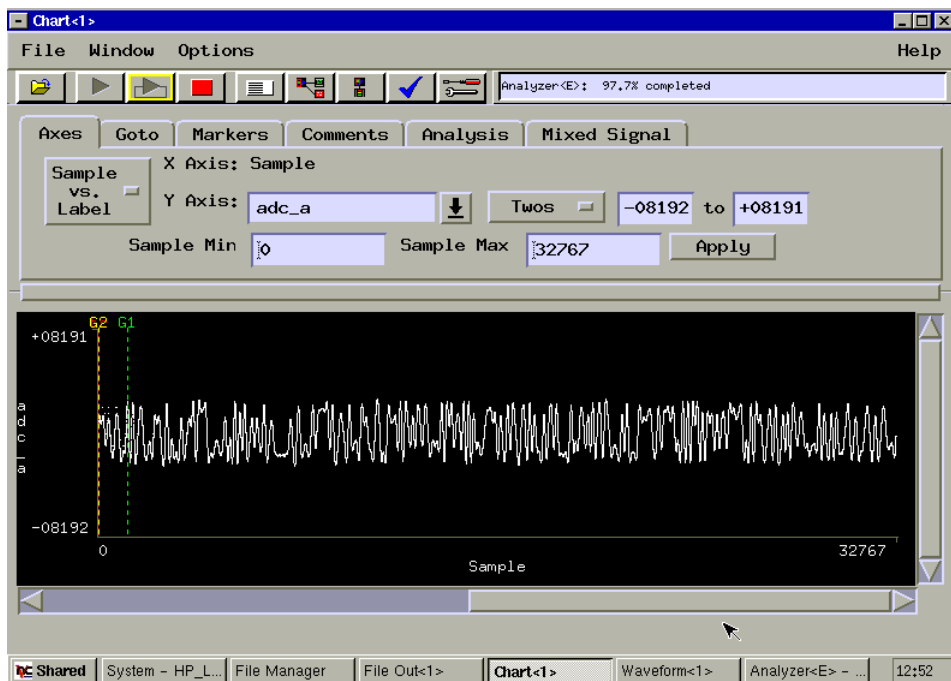 Chart<1>
File Window Options Help
Analyzer<E>: 97.7% completed
Axes Goto Markers Comments Analysis Mixed Signal
Sample
vs.
Label
X Axis: Sample
Y Axis: adc_a Twos -08192 to +08191
Sample Min 0 Sample Max 32767 Apply
G2 G1
+08191
adc_a
-08192
0 32767
Sample
Shared System - HP_L... File Manager File Out<1> Chart<1> Waveform<1> Analyzer<E> - ... 12:52